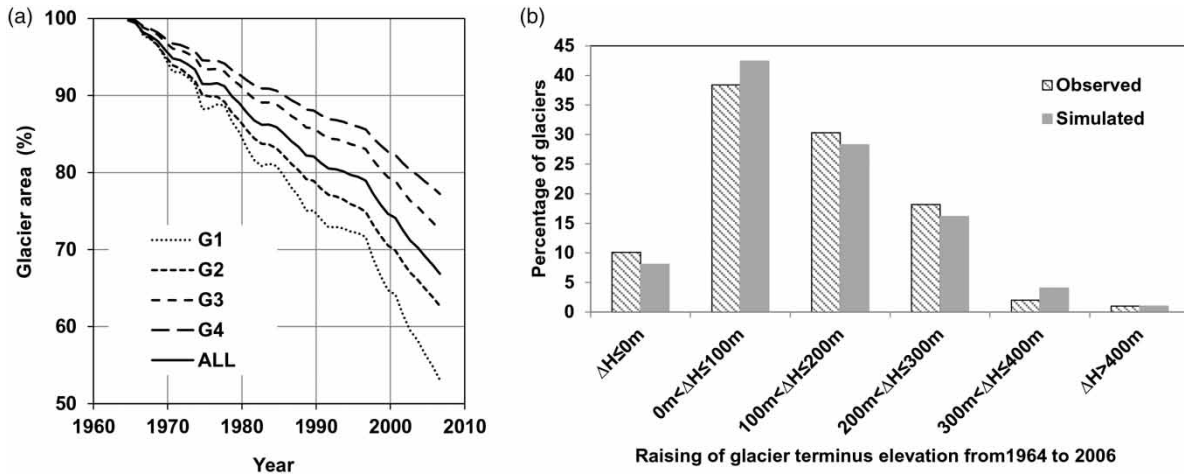 (a)
100
90
80
70
60
50
Glacier area (%)
G1
G2
G3
G4
ALL
1960 1970 1980 1990 2000 2010
Year
(b)
45
40
35
30
25
20
15
10
5
0
Percentage of glaciers
Observed
Simulated
ΔH≤0m
0m<ΔH≤100m
100m<ΔH≤200m
200m<ΔH≤300m
300m<ΔH≤400m
ΔH>400m
Raising of glacier terminus elevation from1964 to 2006